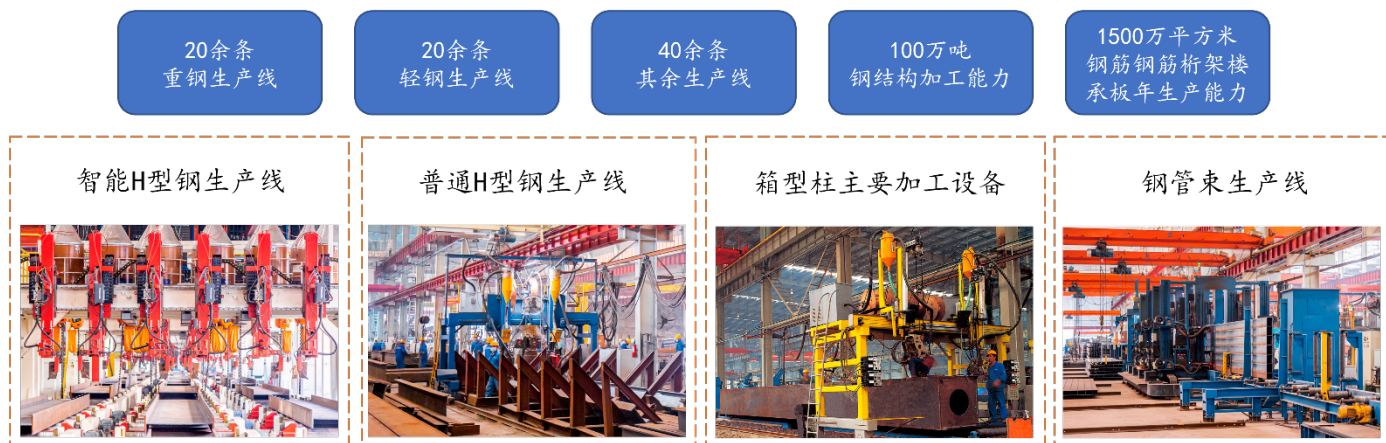 20余条
重钢生产线
20余条
轻钢生产线
40余条
其余生产线
100万吨
钢结构加工能力
1500万平方米
钢筋钢筋桁架楼
承板年生产能力
智能H型钢生产线
普通H型钢生产线
箱型柱主要加工设备
钢管束生产线